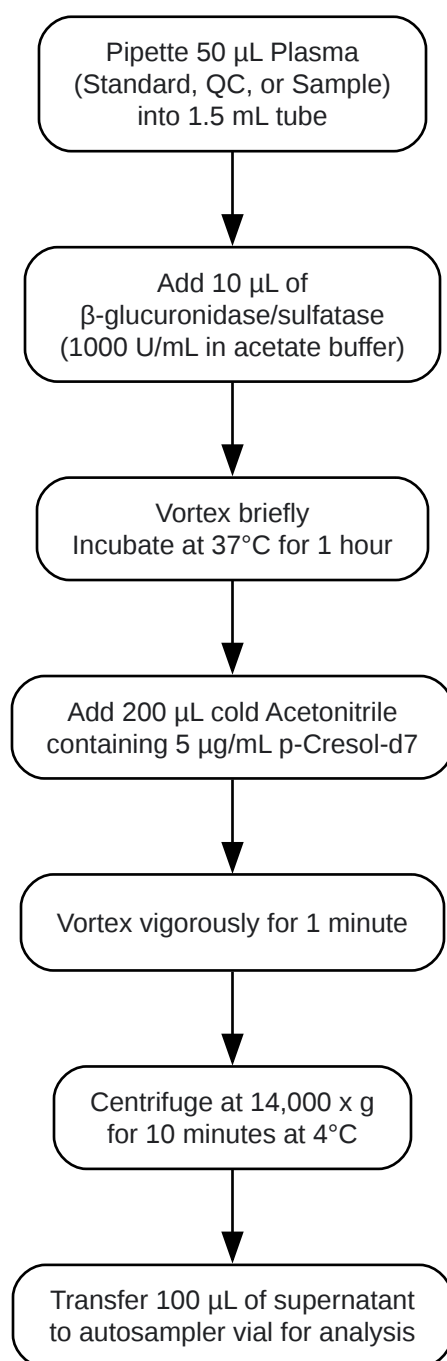 Pipette 50 µL Plasma
(Standard, QC, or Sample)
into 1.5 mL tube
Add 10 µL of
β-glucuronidase/sulfatase
(1000 U/mL in acetate buffer)
Vortex briefly
Incubate at 37°C for 1 hour
Add 200 µL cold Acetonitrile
containing 5 µg/mL p-Cresol-d7
Vortex vigorously for 1 minute
Centrifuge at 14,000 x g
for 10 minutes at 4°C
Transfer 100 µL of supernatant
to autosampler vial for analysis